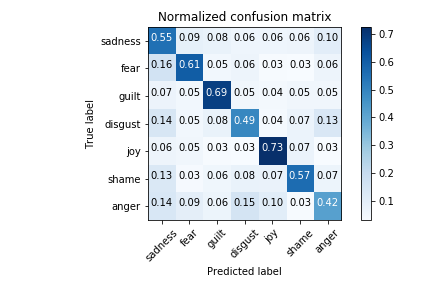 Normalized confusion matrix
True label
sadness 0.55 0.09 0.08 0.06 0.06 0.06 0.10
fear 0.16 0.61 0.05 0.06 0.03 0.03 0.06
guilt 0.07 0.05 0.69 0.05 0.04 0.05 0.05
disgust 0.14 0.05 0.08 0.49 0.04 0.07 0.13
joy 0.06 0.05 0.03 0.03 0.73 0.07 0.03
shame 0.13 0.03 0.06 0.08 0.07 0.57 0.07
anger 0.14 0.09 0.06 0.15 0.10 0.03 0.42
sadness fear guilt disgust joy shame anger
Predicted label
0.7
0.6
0.5
0.4
0.3
0.2
0.1